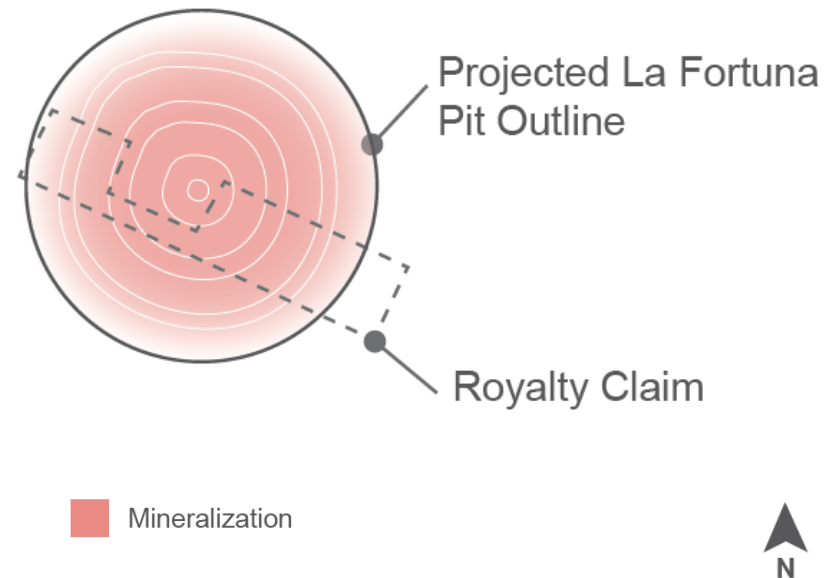 Projected La Fortuna
Pit Outline
Royalty Claim
Mineralization
N